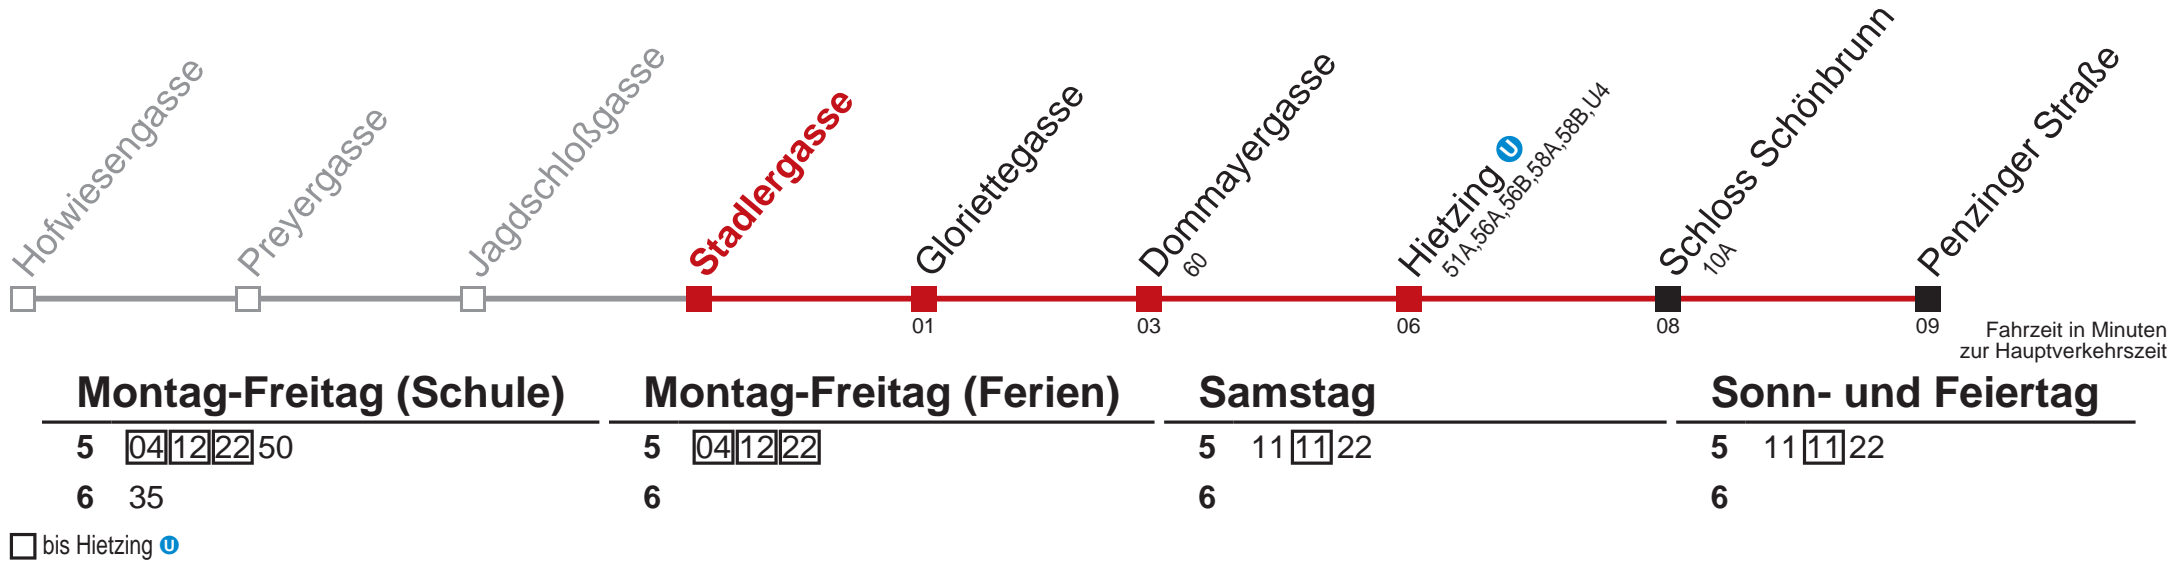 Hofwiesengasse
Preyergasse
Jagdschloßgasse
Stadlergasse
Gloriettegasse
Dommayergasse
60
Hietzing U
51A,56A,56B,58A,58B,U4
Schloss Schönbrunn
10A
Penzinger Straße
01 03 06 08 09
Fahrzeit in Minuten
zur Hauptverkehrszeit
Montag-Freitag (Schule)
5 04 12 22 50
6 35
Montag-Freitag (Ferien)
5 04 12 22
6
Samstag
5 11 11 22
6
Sonn- und Feiertag
5 11 11 22
6
bis Hietzing U